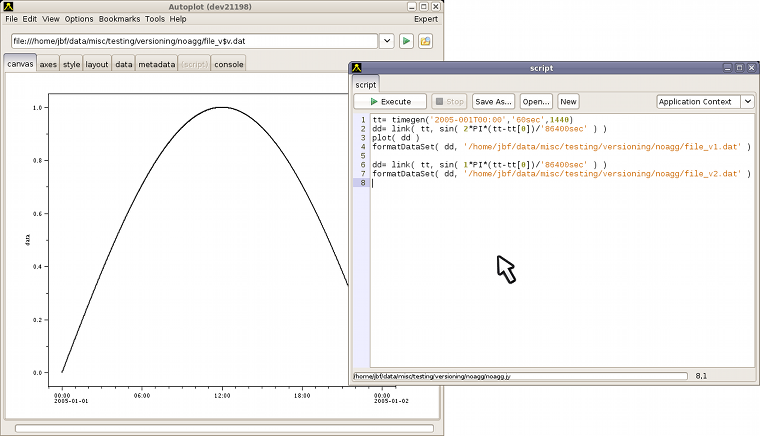 Autoplot (dev21198)
File Edit View Options Bookmarks Tools Help Expert
file:///home/jbf/data/misc/testing/versioning/noagg/file_v$v.dat
canvas axes style layout data metadata (script) console
1.0
0.8
0.6
0.4
0.2
0.0
data
00:00 06:00 12:00 18:00 00:00
2005-01-01 2005-01-02
script
script
Execute Stop Save As... Open... New Application Context
1 tt= timegen('2005-001T00:00','60sec',1440)
2 dd= link( tt, sin( 2*PI*(tt-tt[0])/'86400sec' ) )
3 plot( dd )
4 formatDataSet( dd, '/home/jbf/data/misc/testing/versioning/noagg/file_v1.dat' )
5
6 dd= link( tt, sin( 1*PI*(tt-tt[0])/'86400sec' ) )
7 formatDataSet( dd, '/home/jbf/data/misc/testing/versioning/noagg/file_v2.dat' )
8
/home/jbf/data/misc/testing/versioning/noagg/noagg.jy 8,1